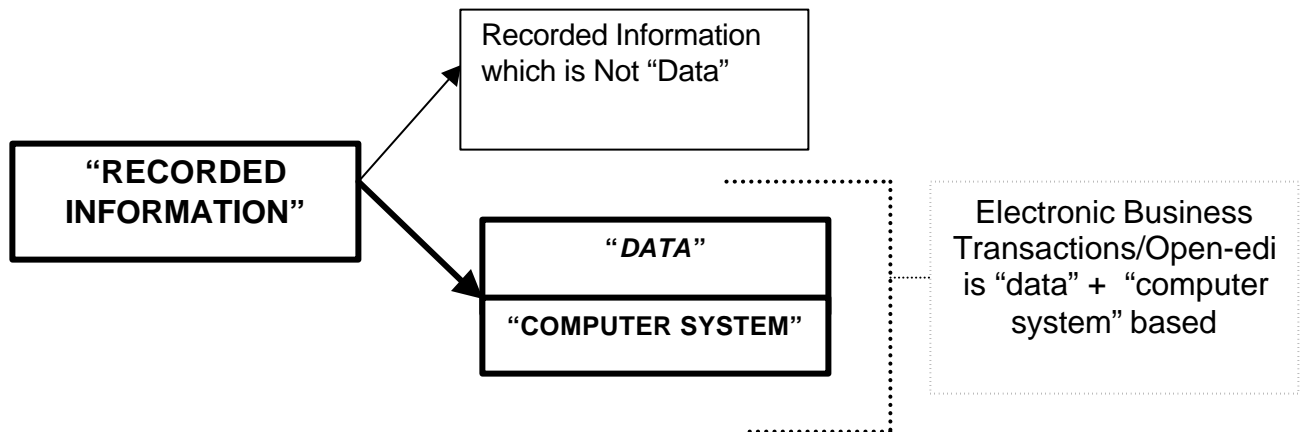 Recorded Information
which is Not “Data”
“RECORDED
INFORMATION”
“DATA”
“COMPUTER SYSTEM”
Electronic Business
Transactions/Open-edi
is “data” + “computer
system” based